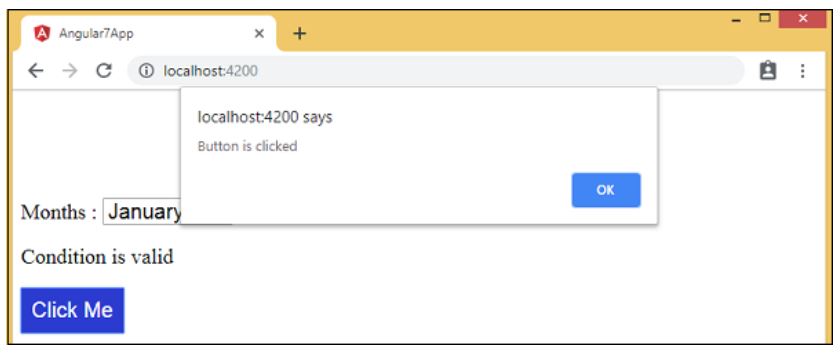 Angular7App
localhost:4200
localhost:4200 says
Button is clicked
OK
Months : January
Condition is valid
Click Me